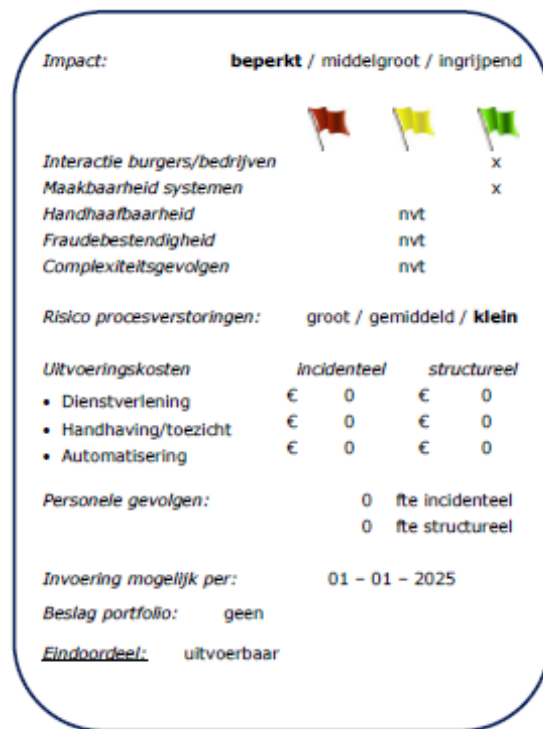 Impact: beperkt / middelgroot / ingrijpend
Interactie burgers/bedrijven x
Maakbaarheid systemen x
Handhaafbaarheid nvt
Fraudebestendigheid nvt
Complexiteitsgevolgen nvt
Risico procesverstoringen: groot / gemiddeld / klein
Uitvoeringskosten incidenteel structureel
• Dienstverlening € 0 € 0
• Handhaving/toezicht € 0 € 0
• Automatisering € 0 € 0
Personele gevolgen: 0 fte incidenteel
0 fte structureel
Invoering mogelijk per: 01 – 01 – 2025
Beslag portfolio: geen
Eindoordeel: uitvoerbaar